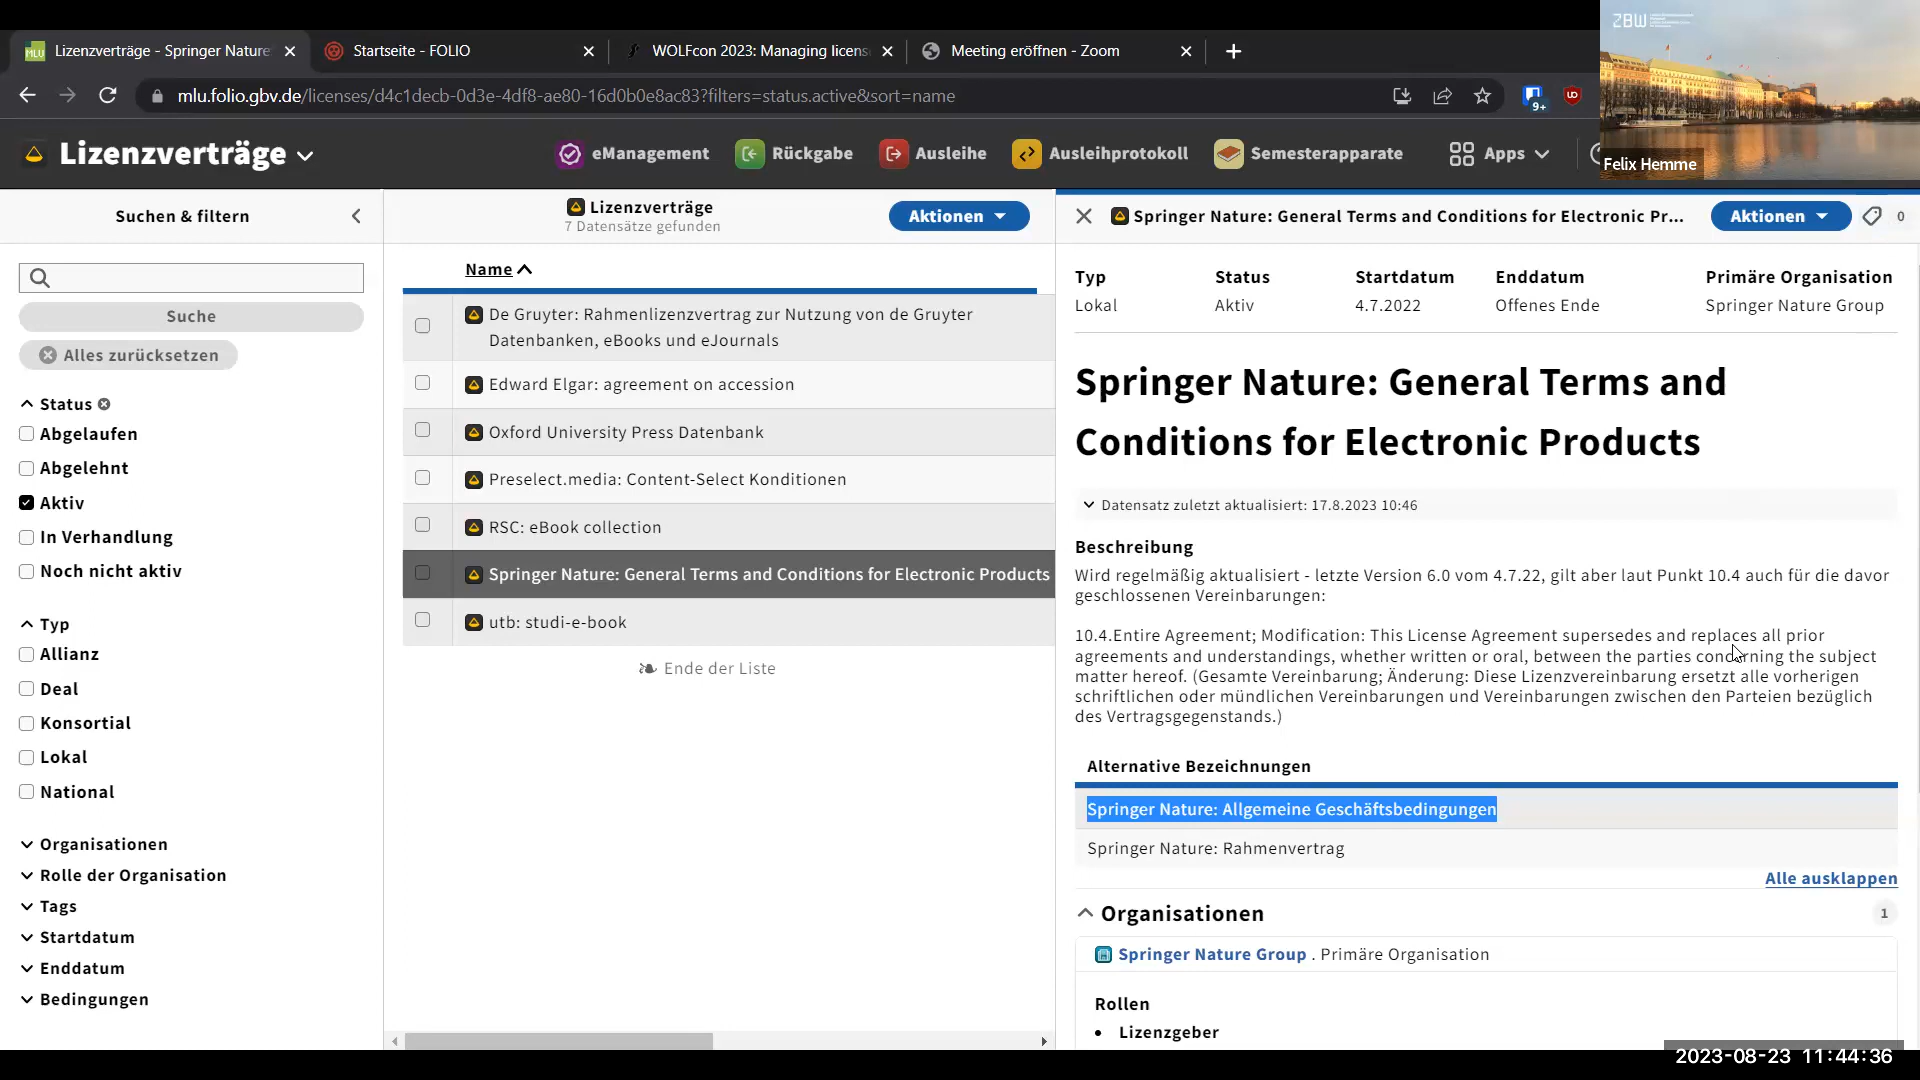 ZBW
Lizenzverträge - Springer Nature
Startseite - FOLIO
WOLFcon 2023: Managing licens
Meeting eröffnen - Zoom
mlu.folio.gbv.de/licenses/d4c1decb-0d3e-4df8-ae80-16d0b0e8ac83?filters=status.active&sort=name
9+
Lizenzverträge
eManagement
Rückgabe
Ausleihe
Ausleihprotokoll
Semesterapparate
Apps
Felix Hemme
Suchen & filtern
Suche
Alles zurücksetzen
Status
Abgelaufen
Abgelehnt
Aktiv
In Verhandlung
Noch nicht aktiv
Typ
Allianz
Deal
Konsortial
Lokal
National
Organisationen
Rolle der Organisation
Tags
Startdatum
Enddatum
Bedingungen
Lizenzverträge
7 Datensätze gefunden
Aktionen
Name
De Gruyter: Rahmenlizenzvertrag zur Nutzung von de Gruyter
Datenbanken, eBooks und eJournals
Edward Elgar: agreement on accession
Oxford University Press Datenbank
Preselect.media: Content-Select Konditionen
RSC: eBook collection
Springer Nature: General Terms and Conditions for Electronic Products
utb: studi-e-book
Ende der Liste
Springer Nature: General Terms and Conditions for Electronic Pr...
Aktionen
0
Typ Status Startdatum Enddatum Primäre Organisation
Lokal Aktiv 4.7.2022 Offenes Ende Springer Nature Group
Springer Nature: General Terms and
Conditions for Electronic Products
Datensatz zuletzt aktualisiert: 17.8.2023 10:46
Beschreibung
Wird regelmäßig aktualisiert - letzte Version 6.0 vom 4.7.22, gilt aber laut Punkt 10.4 auch für die davor
geschlossenen Vereinbarungen:
10.4.Entire Agreement; Modification: This License Agreement supersedes and replaces all prior
agreements and understandings, whether written or oral, between the parties concerning the subject
matter hereof. (Gesamte Vereinbarung; Änderung: Diese Lizenzvereinbarung ersetzt alle vorherigen
schriftlichen oder mündlichen Vereinbarungen und Vereinbarungen zwischen den Parteien bezüglich
des Vertragsgegenstands.)
Alternative Bezeichnungen
Springer Nature: Allgemeine Geschäftsbedingungen
Springer Nature: Rahmenvertrag
Alle ausklappen
Organisationen
1
Springer Nature Group . Primäre Organisation
Rollen
• Lizenzgeber
2023-08-23 11:44:36